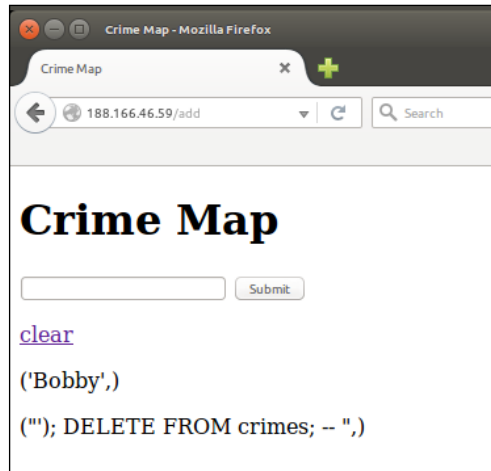 Crime Map - Mozilla Firefox
Crime Map
188.166.46.59/add Search
Crime Map
Submit
clear
('Bobby',)
("'); DELETE FROM crimes; -- ",)